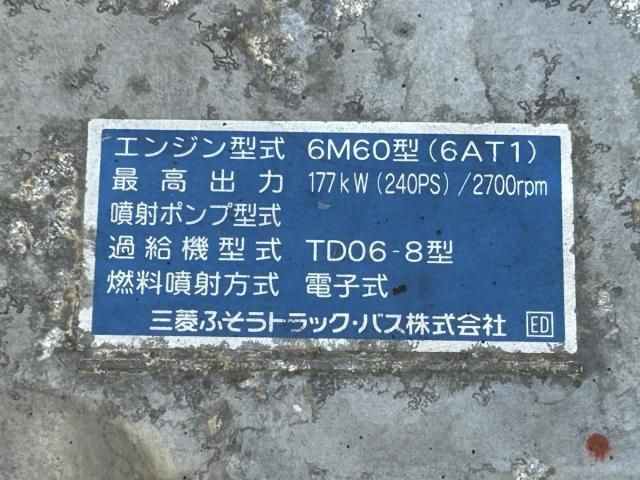 エンジン型式 6M60型(6AT1)
最高出力 177kW(240PS)/2700rpm
噴射ポンプ型式
過給機型式 TD06-8型
燃料噴射方式 電子式
三菱ふそうトラック・バス株式会社 ED